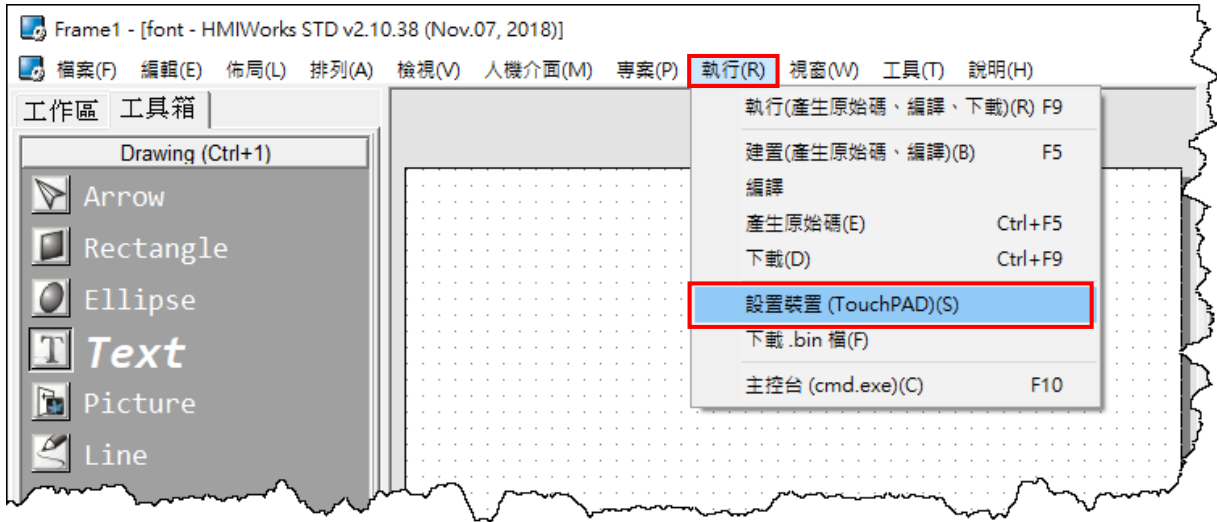 Frame1 - [font - HMIWorks STD v2.10.38 (Nov.07, 2018)]
檔案(F) 編輯(E) 佈局(L) 排列(A) 檢視(V) 人機介面(M) 專案(P) 執行(R) 視窗(W) 工具(T) 說明(H)
工作區 工具箱
Drawing (Ctrl+1)
Arrow
Rectangle
Ellipse
Text
Picture
Line
執行(產生原始碼、編譯、下載)(R) F9
建置(產生原始碼、編譯)(B) F5
編譯
產生原始碼(E) Ctrl+F5
下載(D) Ctrl+F9
設置裝置 (TouchPAD)(S)
下載 .bin 檔(F)
主控台 (cmd.exe)(C) F10